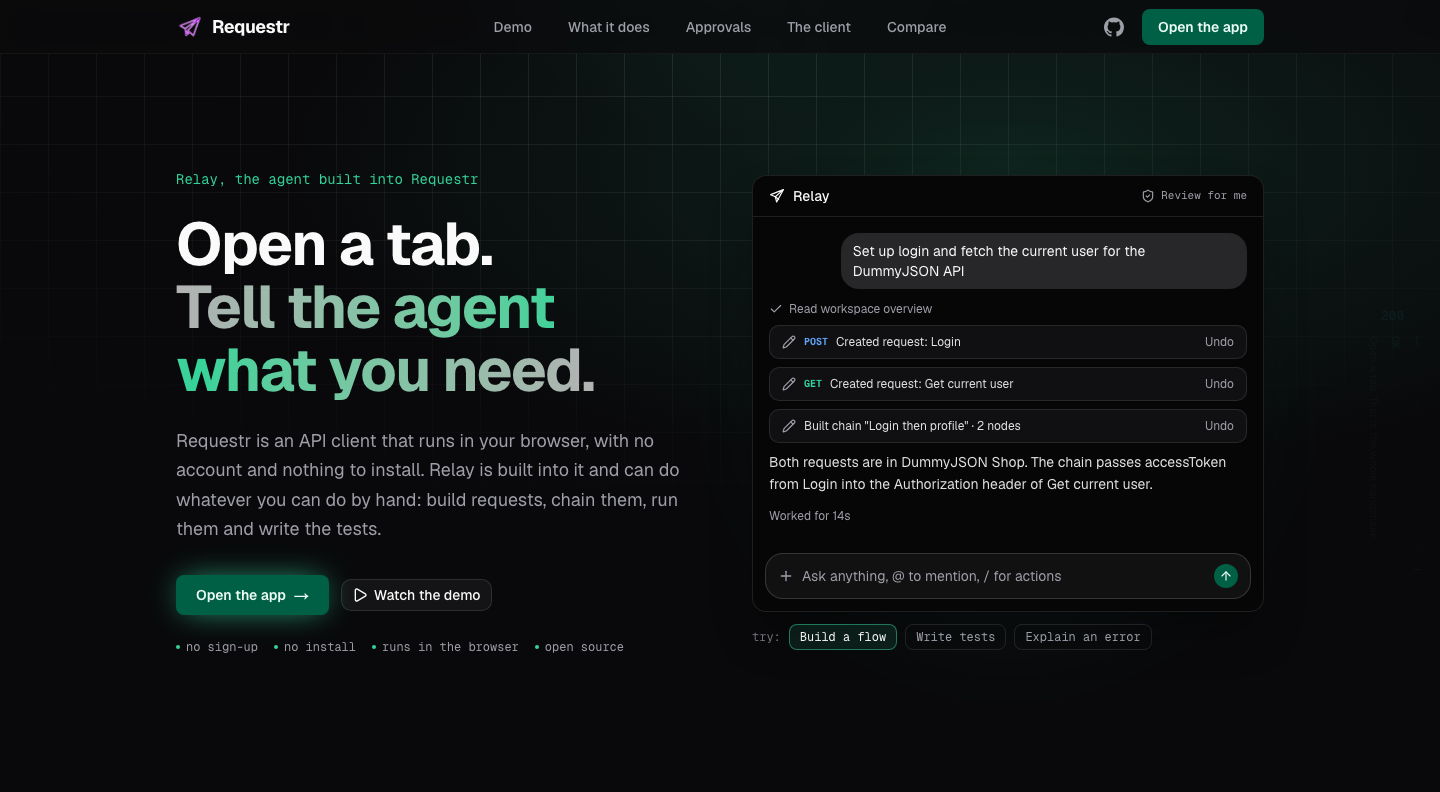 Requestr
Demo
What it does
Approvals
The client
Compare
Open the app
Relay, the agent built into Requestr
Open a tab.
Tell the agent
what you need.
Requestr is an API client that runs in your browser, with no
account and nothing to install. Relay is built into it and can do
whatever you can do by hand: build requests, chain them, run
them and write the tests.
Open the app →
Watch the demo
no sign-up
no install
runs in the browser
open source
Relay
Review for me
Set up login and fetch the current user for the
DummyJSON API
Read workspace overview
POST Created request: Login
Undo
GET Created request: Get current user
Undo
Built chain "Login then profile" · 2 nodes
Undo
Both requests are in DummyJSON Shop. The chain passes accessToken
from Login into the Authorization header of Get current user.
Worked for 14s
Ask anything, @ to mention, / for actions
try:
Build a flow
Write tests
Explain an error
200
OK